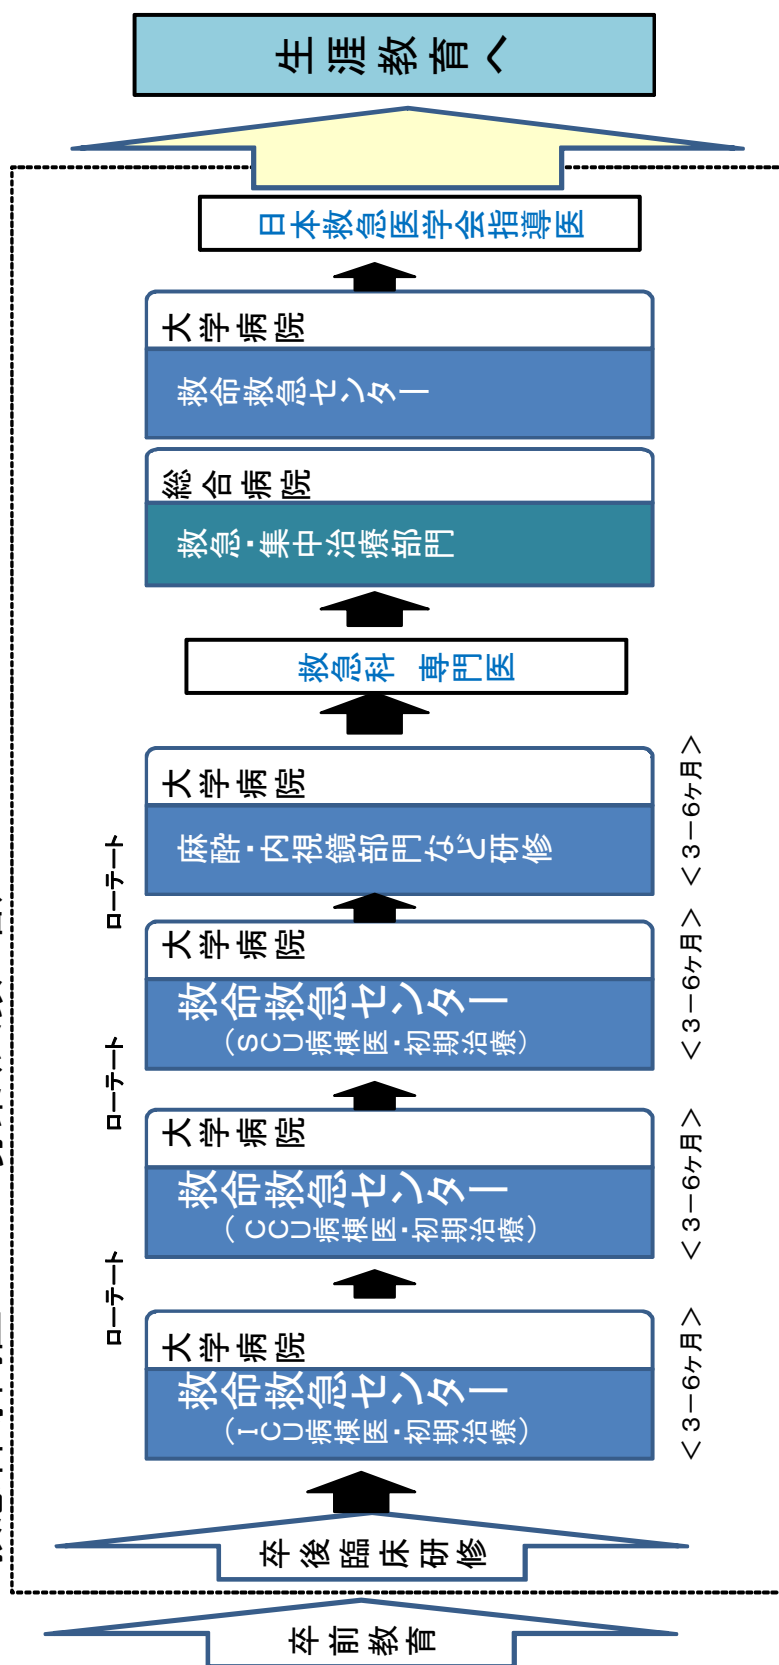 卒前教育
卒後臨床研修
大学病院
救命救急センター
（ＩＣＵ病棟医・初期治療）
＜３－６ヶ月＞
ローテート
大学病院
救命救急センター
（ ＣＣＵ病棟医・初期治療）
＜３－６ヶ月＞
ローテート
大学病院
救命救急センター
（ＳＣＵ病棟医・初期治療）
＜３－６ヶ月＞
ローテート
大学病院
麻酔・内視鏡部門など研修
＜３－６ヶ月＞
救急科 専門医
総合病院
救急・集中治療部門
大学病院
救命救急センター
日本救急医学会指導医
生涯教育へ